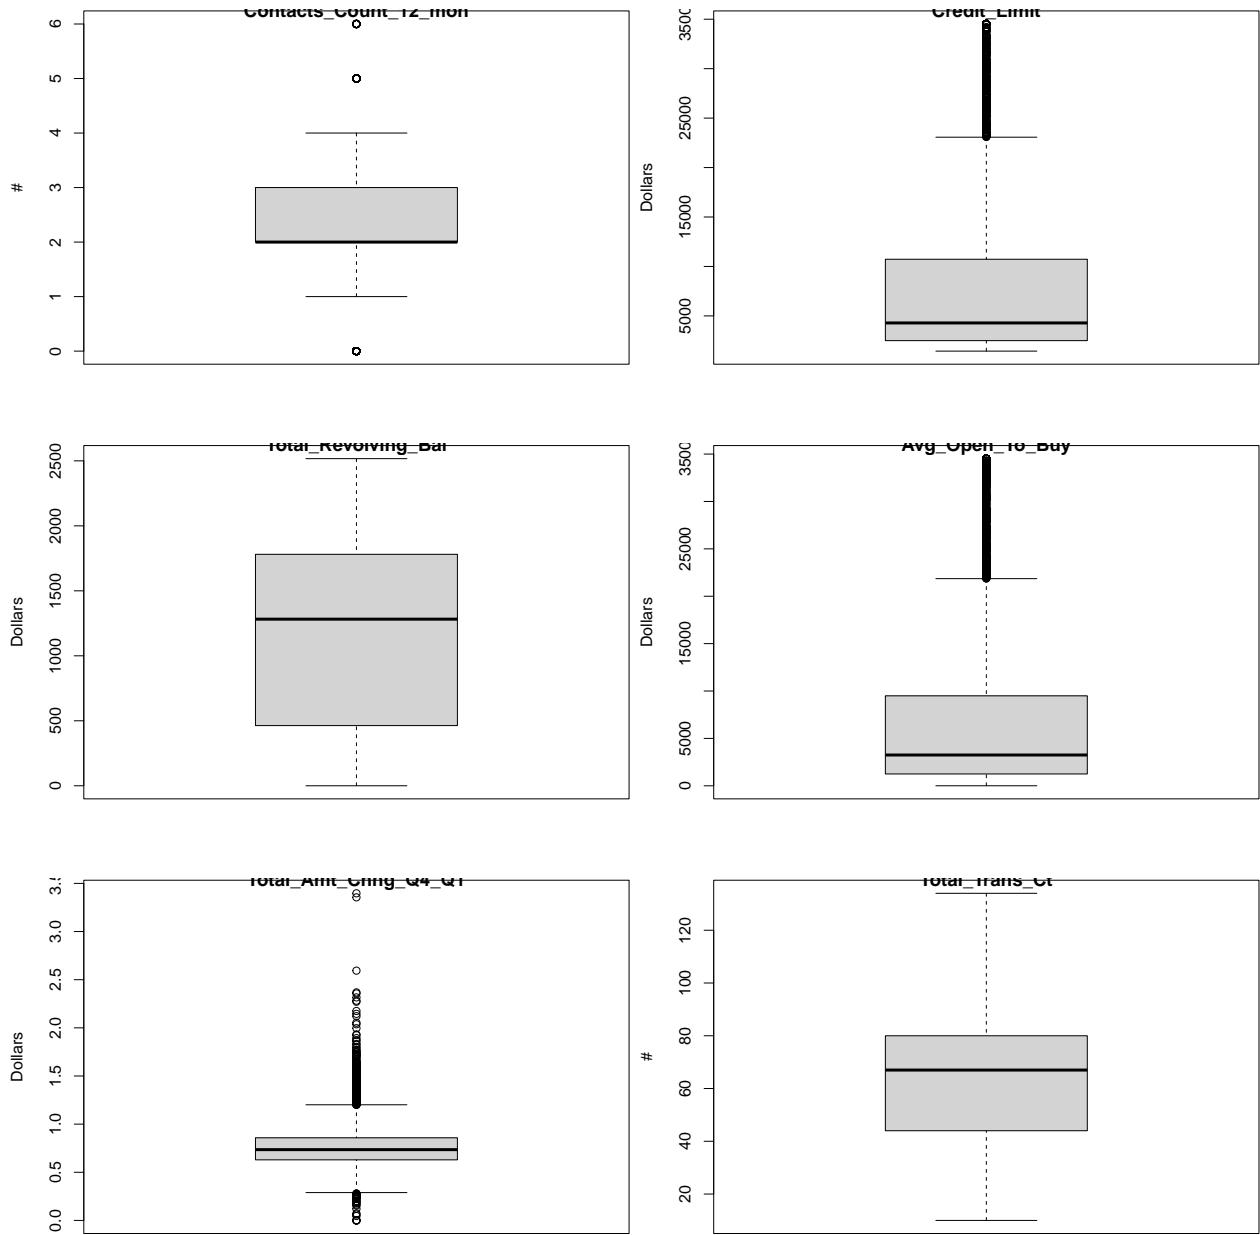 Contacts_Count_12_mon
#
0 1 2 3 4 5 6
Credit_Limit
Dollars
5000 15000 25000
Total_Revolving_Bal
Dollars
0 500 1000 1500 2000 2500
Avg_Open_To_Buy
Dollars
0 5000 15000 25000
Total_Amt_Chng_Q4_Q1
Dollars
0.0 0.5 1.0 1.5 2.0 2.5 3.0
Total_Trans_Ct
#
20 40 60 80 100 120